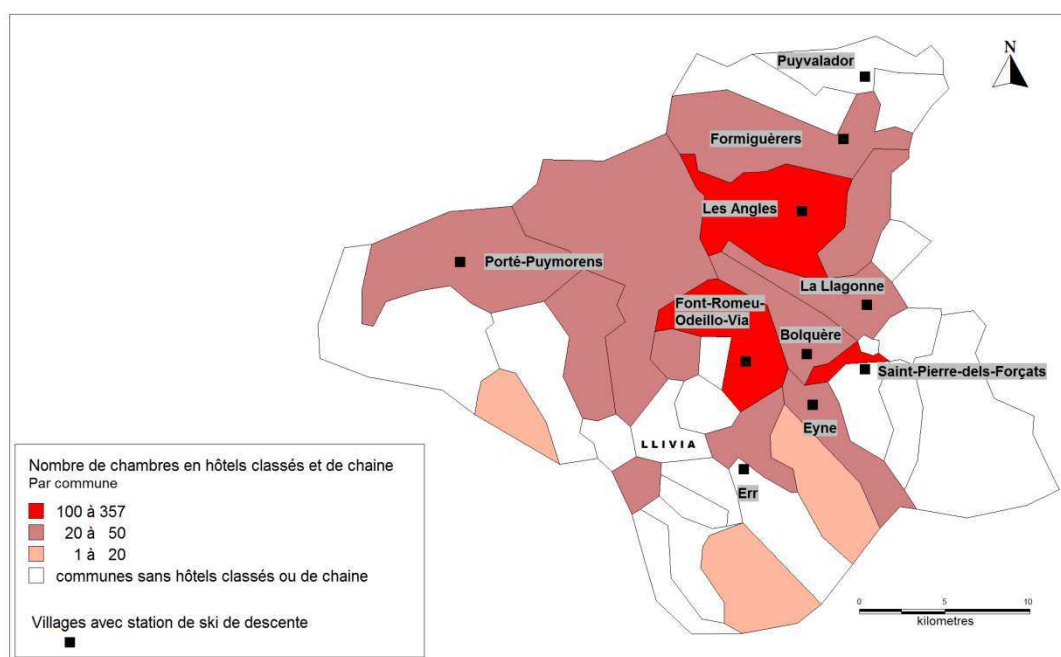 N
Puyvalador
Formiguèrers
Les Angles
Porté-Puymorens
La Llagonne
Font-Romeu-
Odeillo-Via
Bolquère
Saint-Pierre-dels-Forçats
Eyne
LLIVIA
Err
Nombre de chambres en hôtels classés et de chaine
Par commune
100 à 357
20 à 50
1 à 20
communes sans hôtels classés ou de chaine
Villages avec station de ski de descente
0 5 10
kilometres